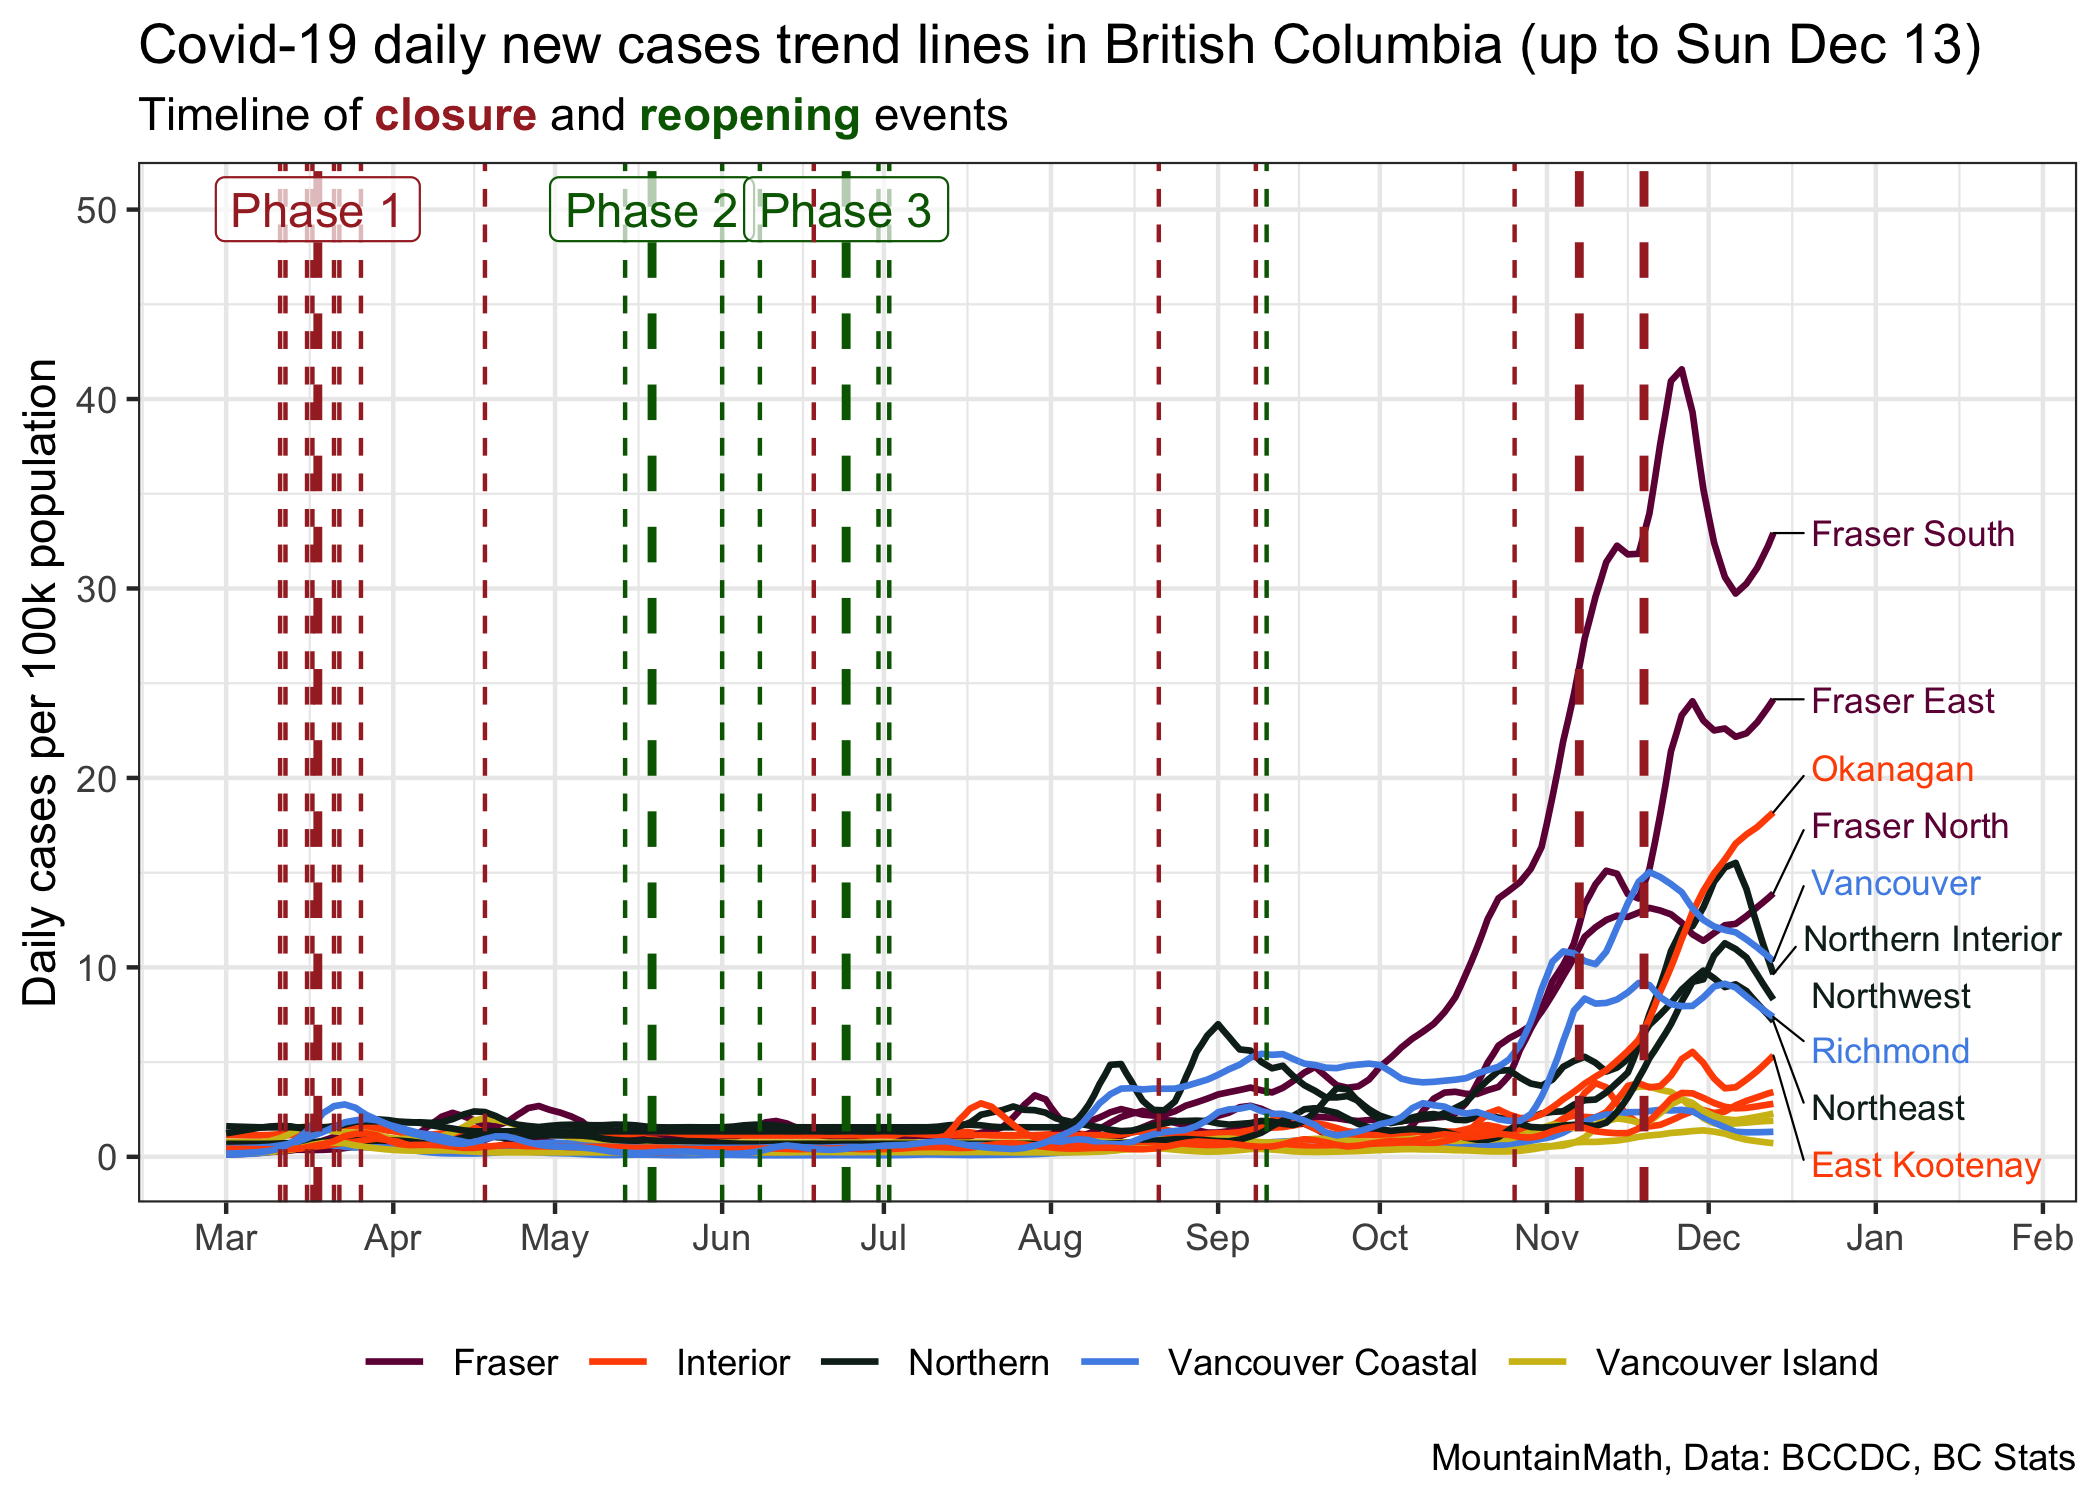 Covid-19 daily new cases trend lines in British Columbia (up to Sun Dec 13)
Timeline of closure and reopening events
Daily cases per 100k population
50
40
30
20
10
0
Phase 1
Phase 2
Phase 3
Fraser South
Fraser East
Okanagan
Fraser North
Vancouver
Northern Interior
Northwest
Richmond
Northeast
East Kootenay
Mar Apr May Jun Jul Aug Sep Oct Nov Dec Jan Feb
Fraser Interior Northern Vancouver Coastal Vancouver Island
MountainMath, Data: BCCDC, BC Stats